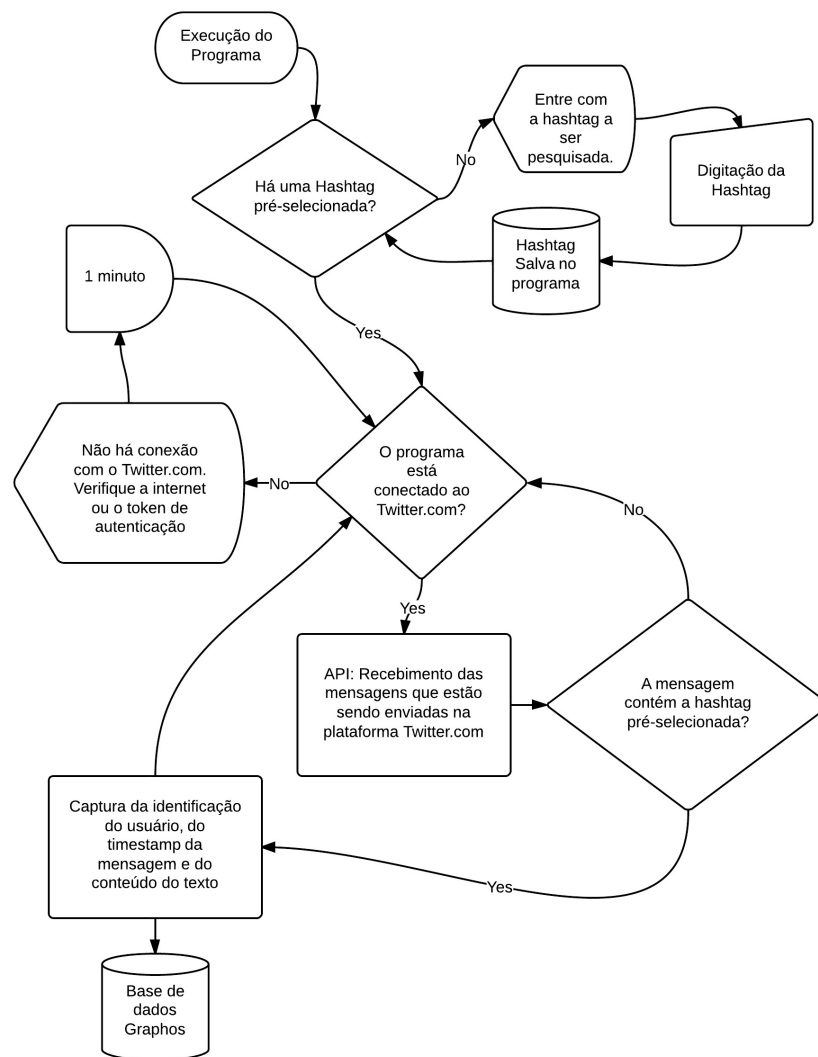 Execução do
Programa
Entre com
a hashtag a
ser
pesquisada.
No
Digitação da
Hashtag
Há uma Hashtag
pré-selecionada?
Hashtag
Salva no
programa
1 minuto
Yes
Não há conexão
com o Twitter.com.
Verifique a internet
ou o token de
autenticação
No
O programa
está
conectado ao
Twitter.com?
No
Yes
API: Recebimento das
mensagens que estão
sendo enviadas na
plataforma Twitter.com
A mensagem
contém a hashtag
pré-selecionada?
Captura da identificação
do usuário, do
timestamp da
mensagem e do
conteúdo do texto
Yes
Base de
dados
Graphos